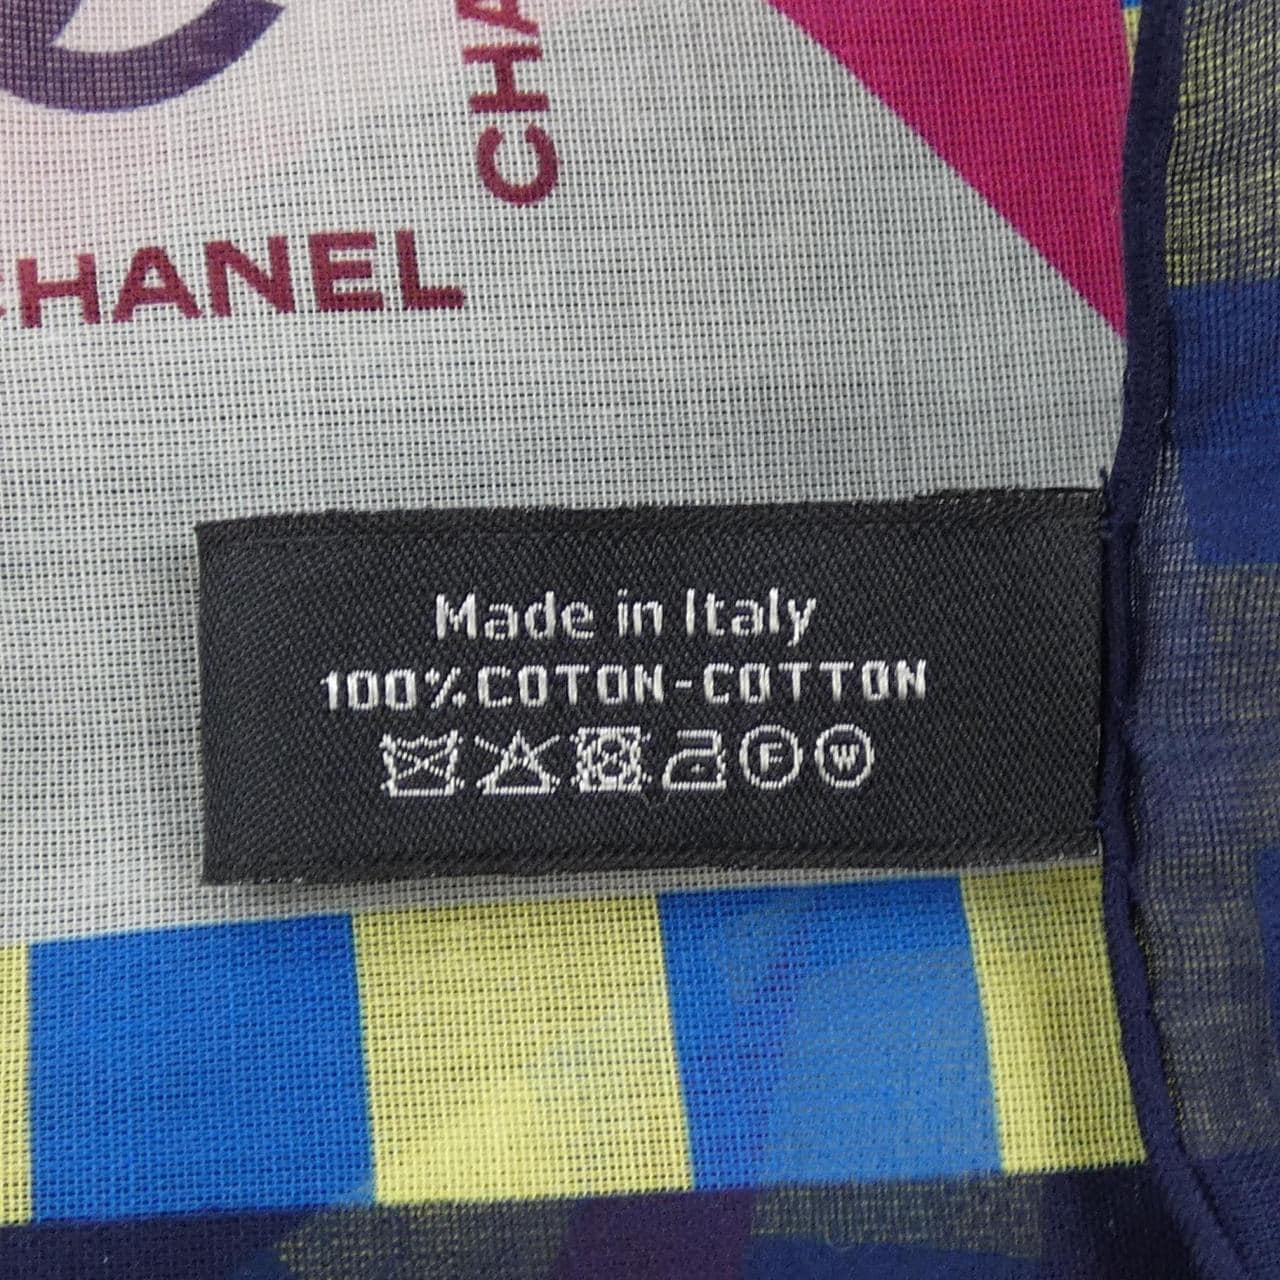 CHA
CHANEL
Made in Italy
100% COTON-COTTON
F W